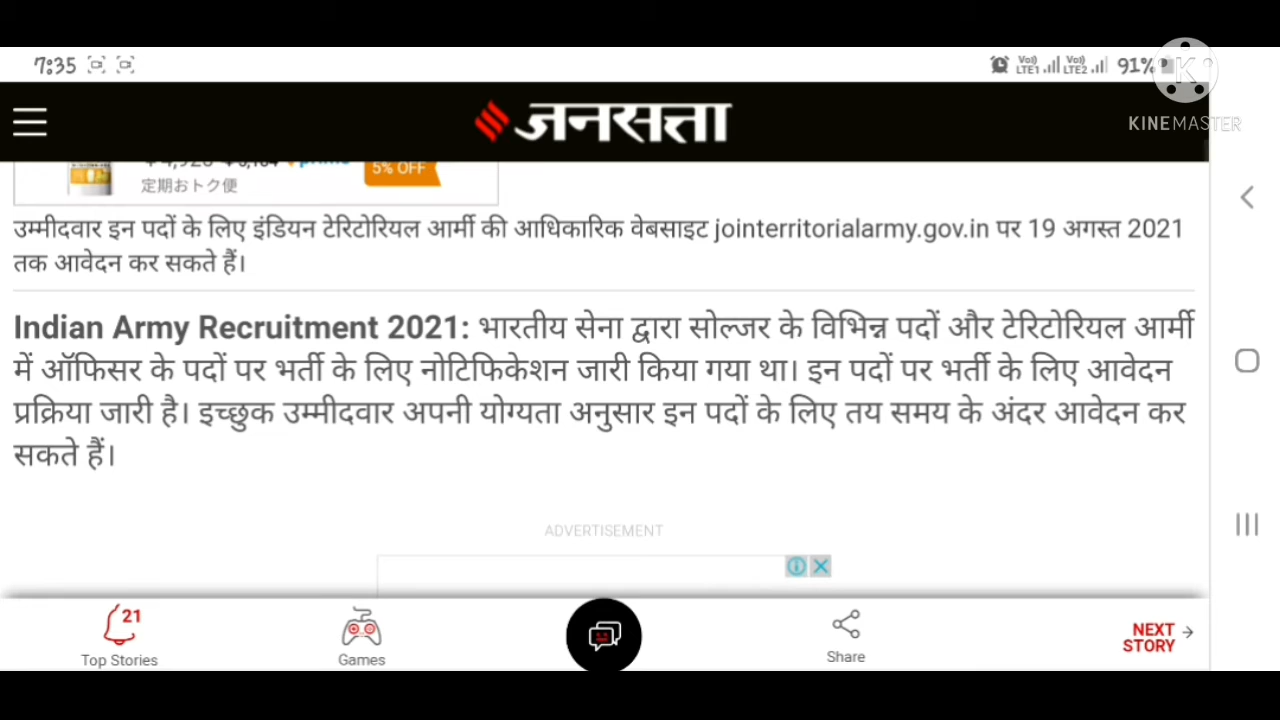 7:35 Vo) LTE1 Vo) LTE2 91%
KINEMASTER
जनसत्ता
5% OFF
定期おトク便
उम्मीदवार इन पदों के लिए इंडियन टेरिटोरियल आर्मी की आधिकारिक वेबसाइट jointerritorialarmy.gov.in पर 19 अगस्त 2021
तक आवेदन कर सकते हैं।
Indian Army Recruitment 2021: भारतीय सेना द्वारा सोल्जर के विभिन्न पदों और टेरिटोरियल आर्मी
में ऑफिसर के पदों पर भर्ती के लिए नोटिफिकेशन जारी किया गया था। इन पदों पर भर्ती के लिए आवेदन
प्रक्रिया जारी है। इच्छुक उम्मीदवार अपनी योग्यता अनुसार इन पदों के लिए तय समय के अंदर आवेदन कर
सकते हैं।
ADVERTISEMENT
21
Top Stories
Games
Share
NEXT
STORY